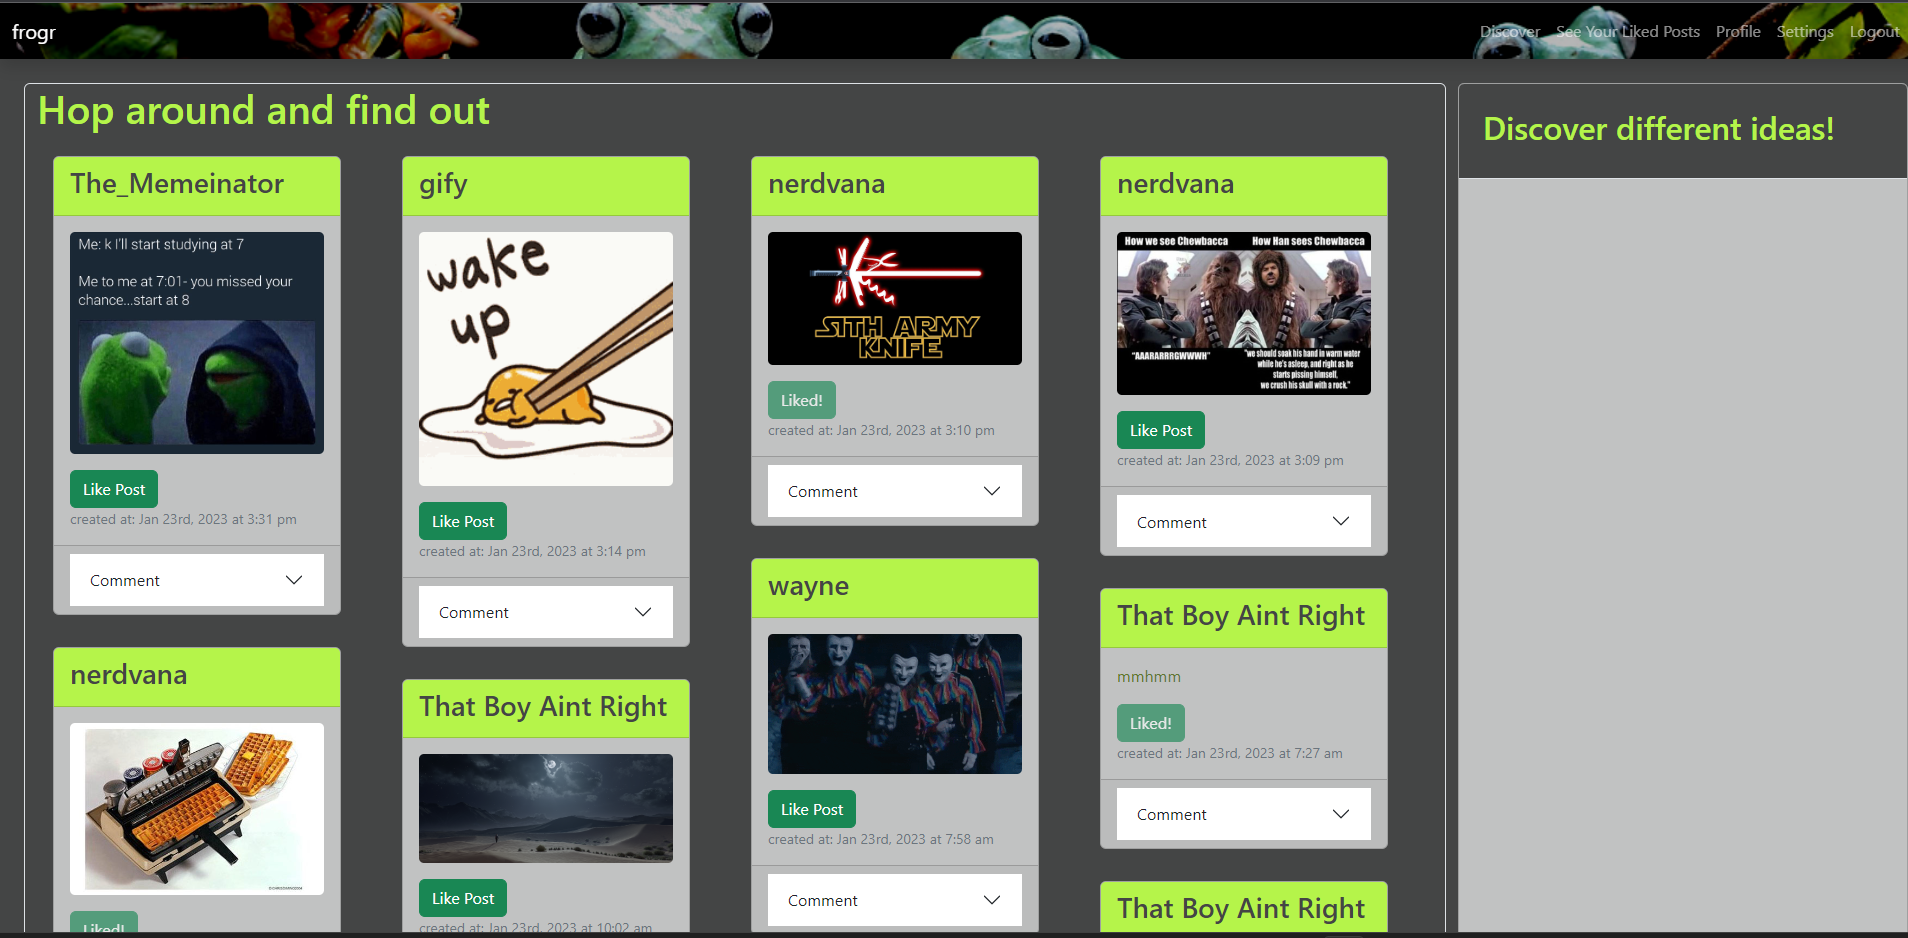 frogr
Discover See Your Liked Posts Profile Settings Logout
Hop around and find out
Discover different ideas!
The_Memeinator
Me: k I'll start studying at 7
Me to me at 7:01- you missed your
chance...start at 8
Like Post
created at: Jan 23rd, 2023 at 3:31 pm
Comment
nerdvana
Liked!
gify
wake
up
Like Post
created at: Jan 23rd, 2023 at 3:14 pm
Comment
That Boy Aint Right
Like Post
created at: Jan 23rd, 2023 at 10:02 am
nerdvana
SITH ARMY
KNIFE
Liked!
created at: Jan 23rd, 2023 at 3:10 pm
Comment
wayne
Like Post
created at: Jan 23rd, 2023 at 7:58 am
Comment
nerdvana
How we see Chewbacca
How Han sees Chewbacca
"AAARARRRGWWWH"
"we should soak his hand in warm water
while he's asleep, and right as he
starts pissing himself,
we crush his skull with a rock."
Like Post
created at: Jan 23rd, 2023 at 3:09 pm
Comment
That Boy Aint Right
mmhmm
Liked!
created at: Jan 23rd, 2023 at 7:27 am
Comment
That Boy Aint Right